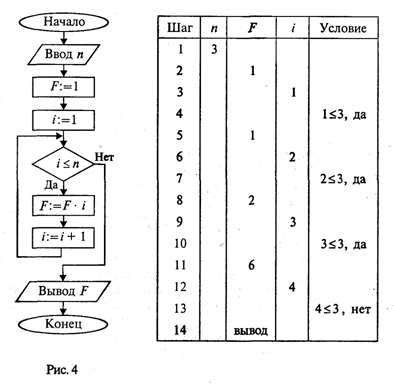 Начало
Ввод n
F:=1
i:=1
i≤n
Нет
Да
F:=F· i
i:=i+1
Вывод F
Конец
Рис. 4
Шаг n F i Условие
1 3
2 1
3 1
4 1≤3, да
5 1
6 2
7 2≤3, да
8 2
9 3
10 3≤3, да
11 6
12 4
13 4≤3, нет
14 вывод